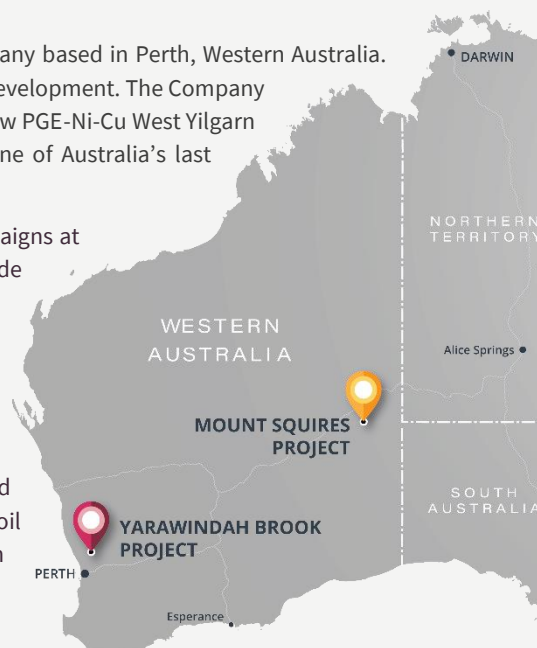 any based in Perth, Western Australia.
evelopment. The Company
w PGE-Ni-Cu West Yilgarn
ne of Australia’s last
aigns at
de
d
oil
n
DARWIN
NORTHERN
TERRITORY
WESTERN
AUSTRALIA
Alice Springs
MOUNT SQUIRES
PROJECT
SOUTH
AUSTRALIA
YARAWINDAH BROOK
PROJECT
PERTH
Esperance